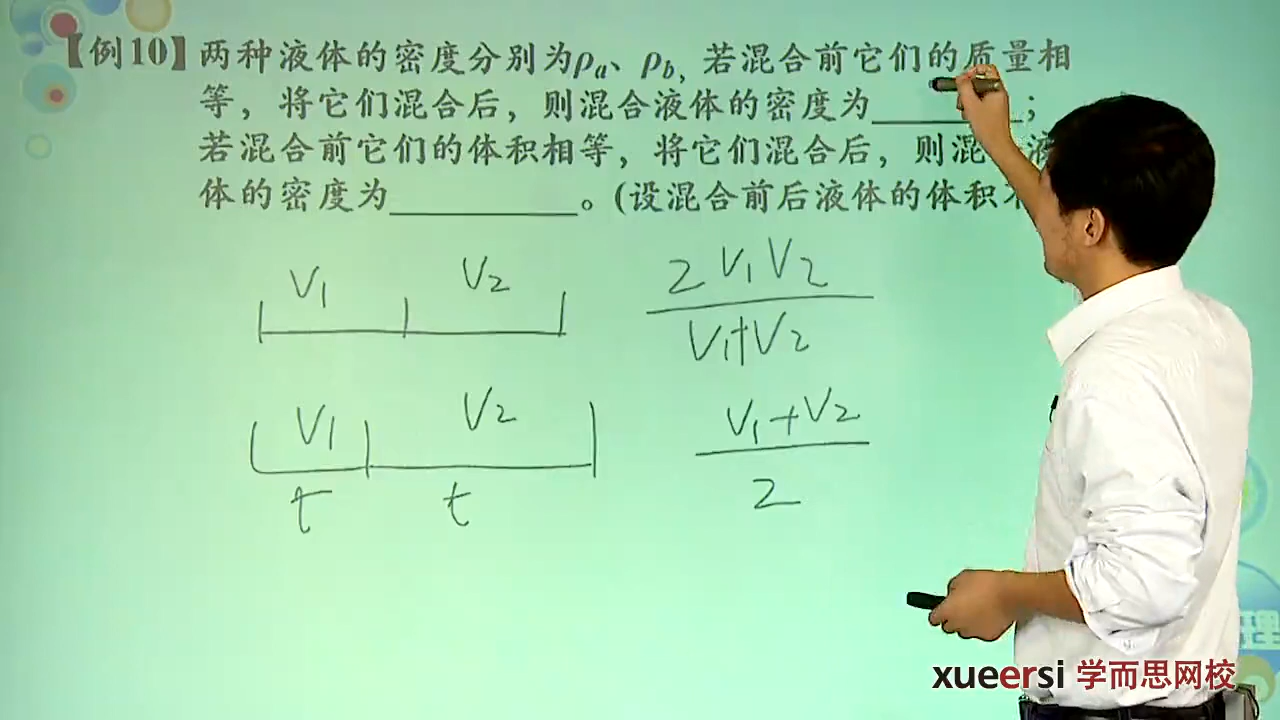 【例10】两种液体的密度分别为ρa、ρb, 若混合前它们的质量相
等，将它们混合后，则混合液体的密度为________;
若混合前它们的体积相等，将它们混合后，则混 液
体的密度为________。(设混合前后液体的体积
V1 V2
2V1V2
V1+V2
V1 V2
t t
V1+V2
2
理
xueersi 学而思网校